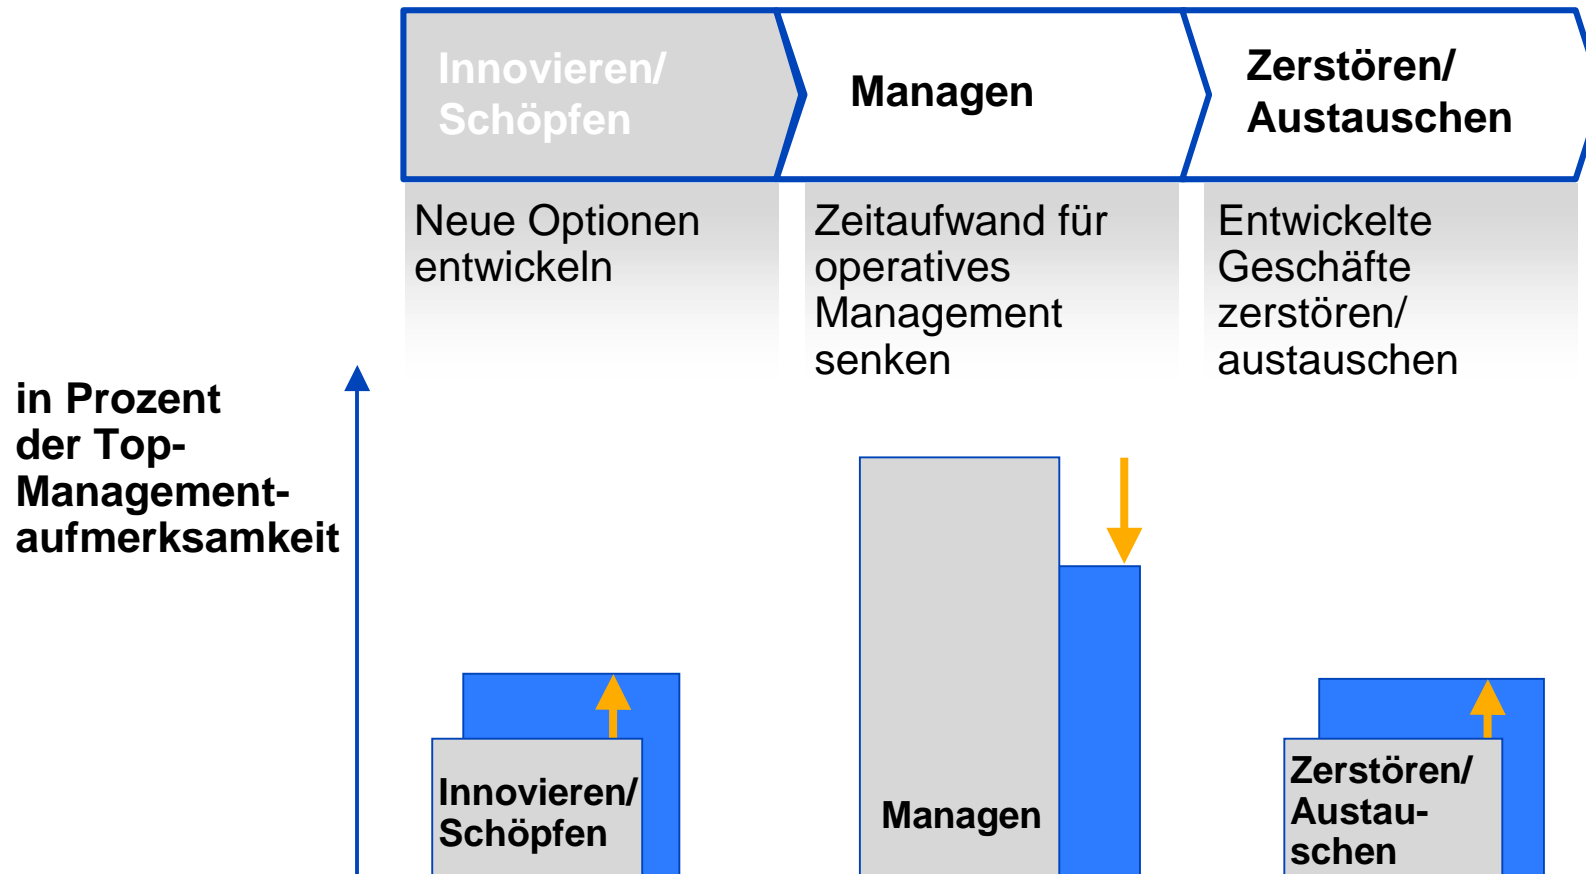 Innovieren/
Schöpfen
Managen
Zerstören/
Austauschen
Neue Optionen
entwickeln
Zeitaufwand für
operatives
Management
senken
Entwickelte
Geschäfte
zerstören/
austauschen
in Prozent
der Top-
Management-
aufmerksamkeit
Innovieren/
Schöpfen
Managen
Zerstören/
Austau-
schen